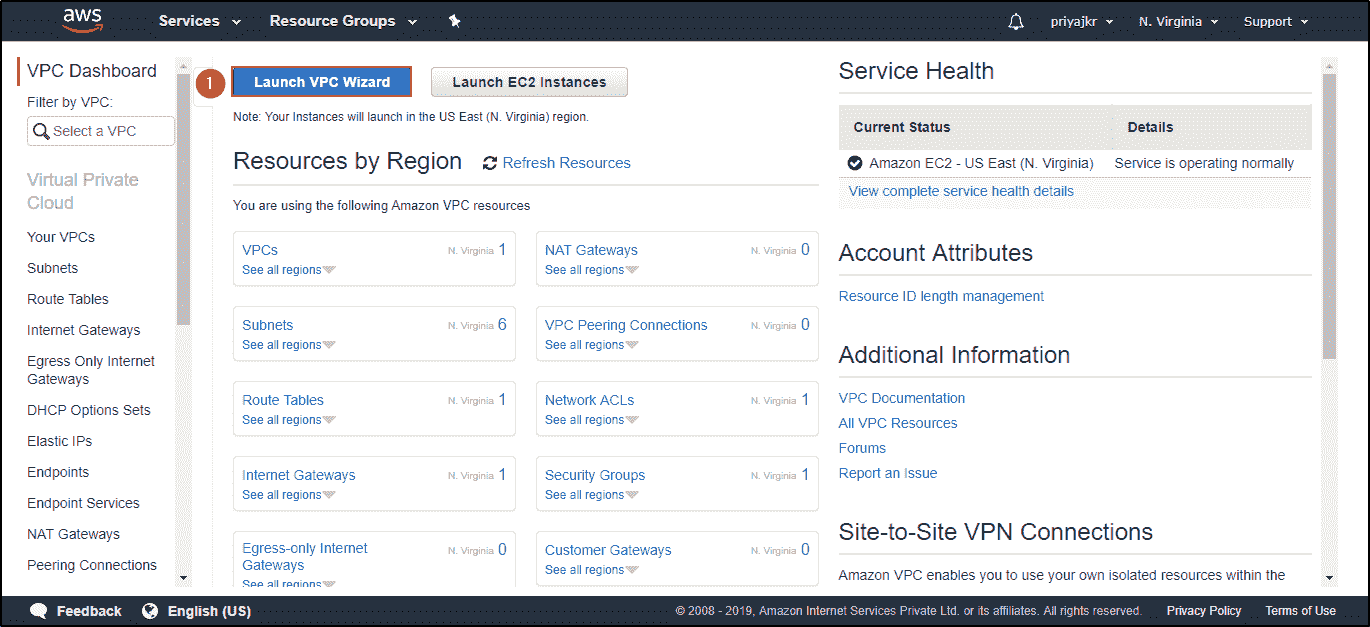 aws Services Resource Groups priyajkr N. Virginia Support
VPC Dashboard
Filter by VPC:
Select a VPC
Virtual Private
Cloud
Your VPCs
Subnets
Route Tables
Internet Gateways
Egress Only Internet
Gateways
DHCP Options Sets
Elastic IPs
Endpoints
Endpoint Services
NAT Gateways
Peering Connections
1 Launch VPC Wizard Launch EC2 Instances
Note: Your Instances will launch in the US East (N. Virginia) region.
Resources by Region Refresh Resources
You are using the following Amazon VPC resources
VPCs N. Virginia 1
See all regions
NAT Gateways N. Virginia 0
See all regions
Subnets N. Virginia 6
See all regions
VPC Peering Connections N. Virginia 0
See all regions
Route Tables N. Virginia 1
See all regions
Network ACLs N. Virginia 1
See all regions
Internet Gateways N. Virginia 1
See all regions
Security Groups N. Virginia 1
See all regions
Egress-only Internet N. Virginia 0
Gateways
See all regions
Customer Gateways N. Virginia 0
See all regions
Service Health
Current Status Details
Amazon EC2 - US East (N. Virginia) Service is operating normally
View complete service health details
Account Attributes
Resource ID length management
Additional Information
VPC Documentation
All VPC Resources
Forums
Report an Issue
Site-to-Site VPN Connections
Amazon VPC enables you to use your own isolated resources within the
Feedback English (US) © 2008 - 2019, Amazon Internet Services Private Ltd. or its affiliates. All rights reserved. Privacy Policy Terms of Use